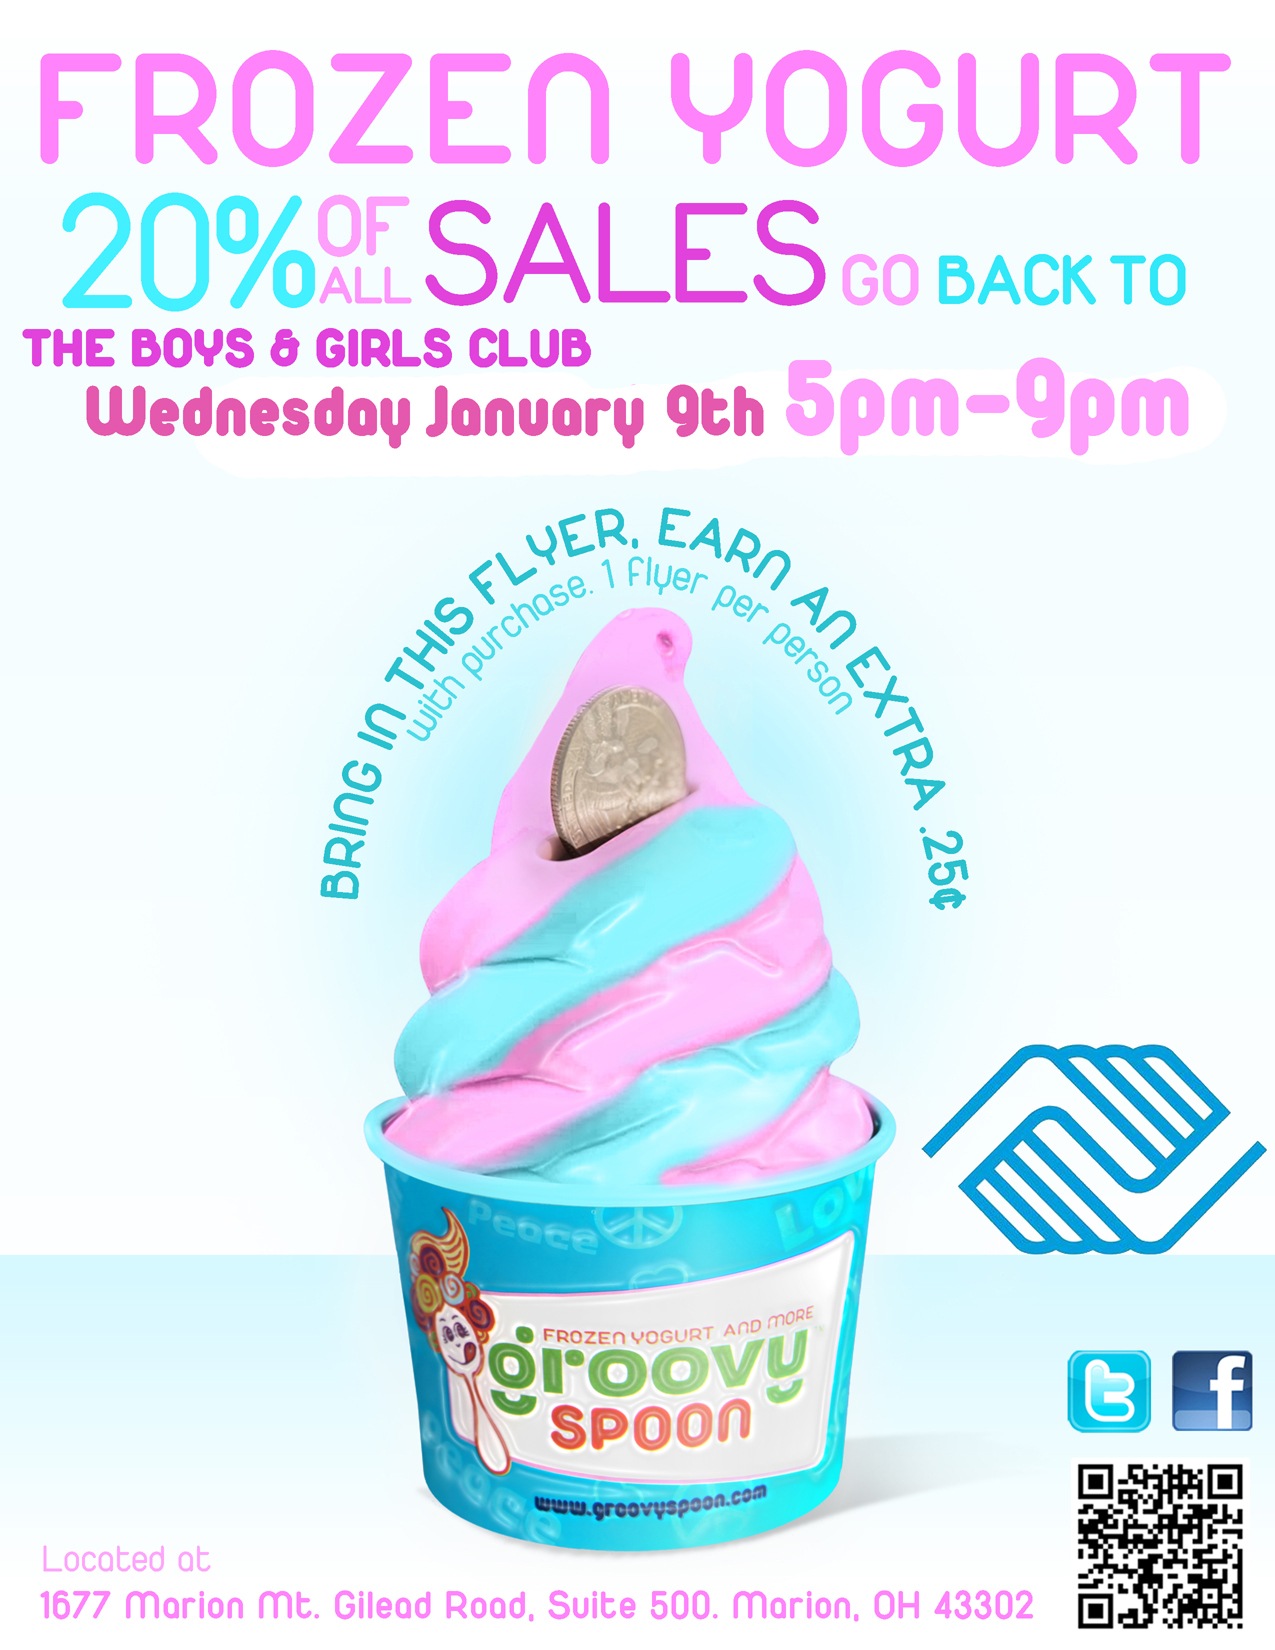 FROZEN YOGURT
20% OF ALL SALES GO BACK TO
THE BOYS & GIRLS CLUB
Wednesday January 9th 5pm-9pm
BRING IN THIS FLYER, EARN AN EXTRA .25¢
with purchase. 1 flyer per person
Peace
LOV
FROZEN YOGURT AND MORE
groovy
SPOON
Peace
www.groovyspoon.com
Located at
1677 Marion Mt. Gilead Road, Suite 500. Marion, OH 43302